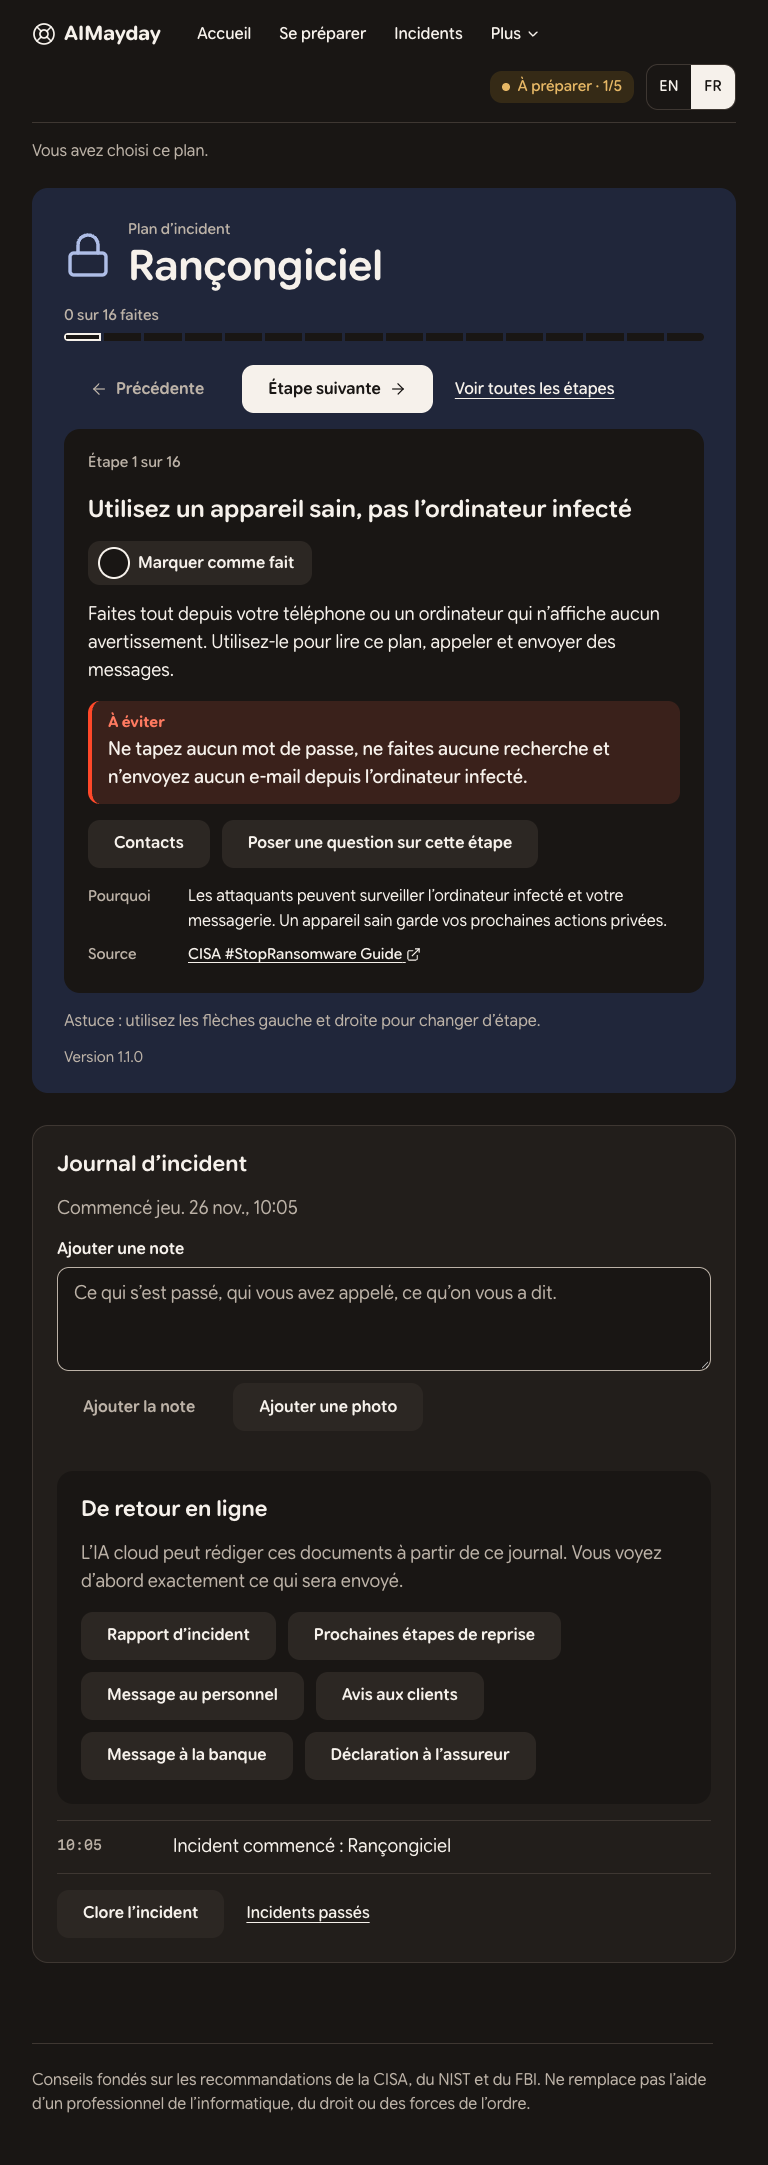 AIMayday
Accueil
Se préparer
Incidents
Plus
À préparer · 1/5
EN
FR
Vous avez choisi ce plan.
Plan d’incident
Rançongiciel
0 sur 16 faites
Précédente
Étape suivante
Voir toutes les étapes
Étape 1 sur 16
Utilisez un appareil sain, pas l’ordinateur infecté
Marquer comme fait
Faites tout depuis votre téléphone ou un ordinateur qui n’affiche aucun
avertissement. Utilisez-le pour lire ce plan, appeler et envoyer des
messages.
À éviter
Ne tapez aucun mot de passe, ne faites aucune recherche et
n’envoyez aucun e-mail depuis l’ordinateur infecté.
Contacts
Poser une question sur cette étape
Pourquoi
Les attaquants peuvent surveiller l’ordinateur infecté et votre
messagerie. Un appareil sain garde vos prochaines actions privées.
Source
CISA #StopRansomware Guide
Astuce : utilisez les flèches gauche et droite pour changer d’étape.
Version 1.1.0
Journal d’incident
Commencé jeu. 26 nov., 10:05
Ajouter une note
Ce qui s’est passé, qui vous avez appelé, ce qu’on vous a dit.
Ajouter la note
Ajouter une photo
De retour en ligne
L’IA cloud peut rédiger ces documents à partir de ce journal. Vous voyez
d’abord exactement ce qui sera envoyé.
Rapport d’incident
Prochaines étapes de reprise
Message au personnel
Avis aux clients
Message à la banque
Déclaration à l’assureur
10:05
Incident commencé : Rançongiciel
Clore l’incident
Incidents passés
Conseils fondés sur les recommandations de la CISA, du NIST et du FBI. Ne remplace pas l’aide
d’un professionnel de l’informatique, du droit ou des forces de l’ordre.